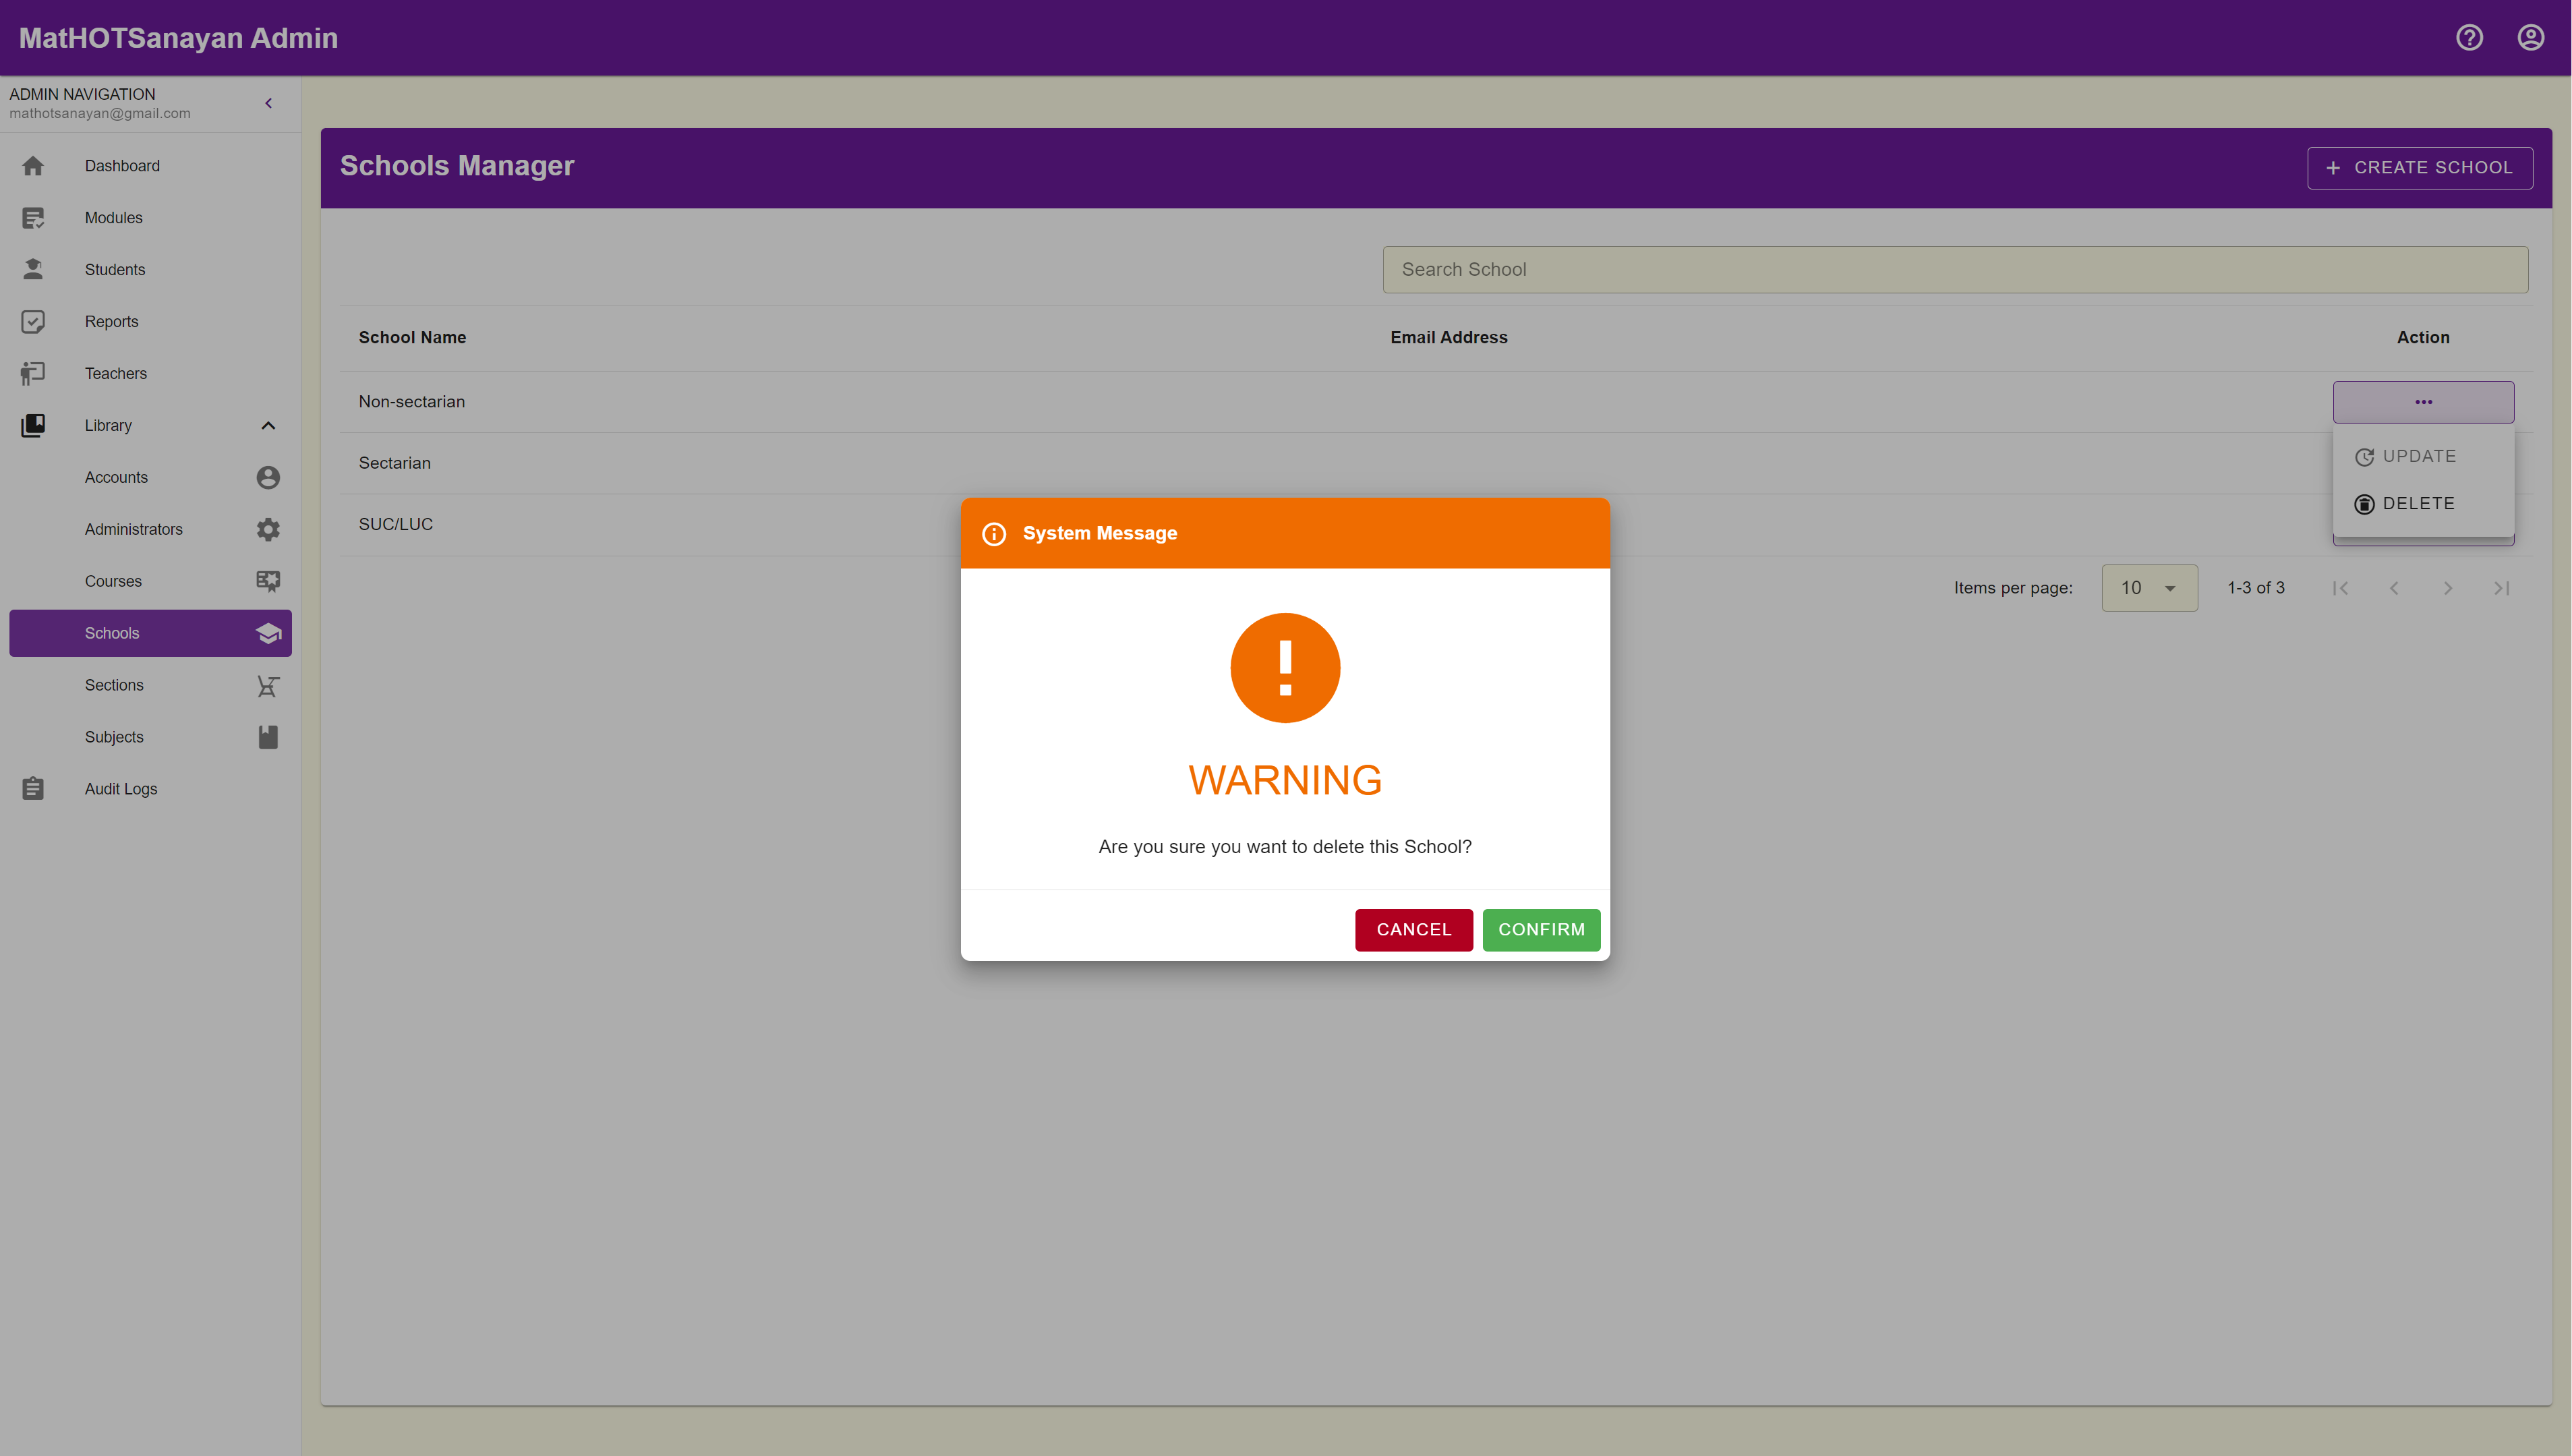 MatHOTSanayan Admin
ADMIN NAVIGATION
mathotsanayan@gmail.com
Dashboard
Modules
Students
Reports
Teachers
Library
Accounts
Administrators
Courses
Schools
Sections
Subjects
Audit Logs
Schools Manager
+ CREATE SCHOOL
Search School
School Name Email Address Action
Non-sectarian
Sectarian
SUC/LUC
UPDATE
DELETE
Items per page: 10 1-3 of 3
System Message
WARNING
Are you sure you want to delete this School?
CANCEL CONFIRM